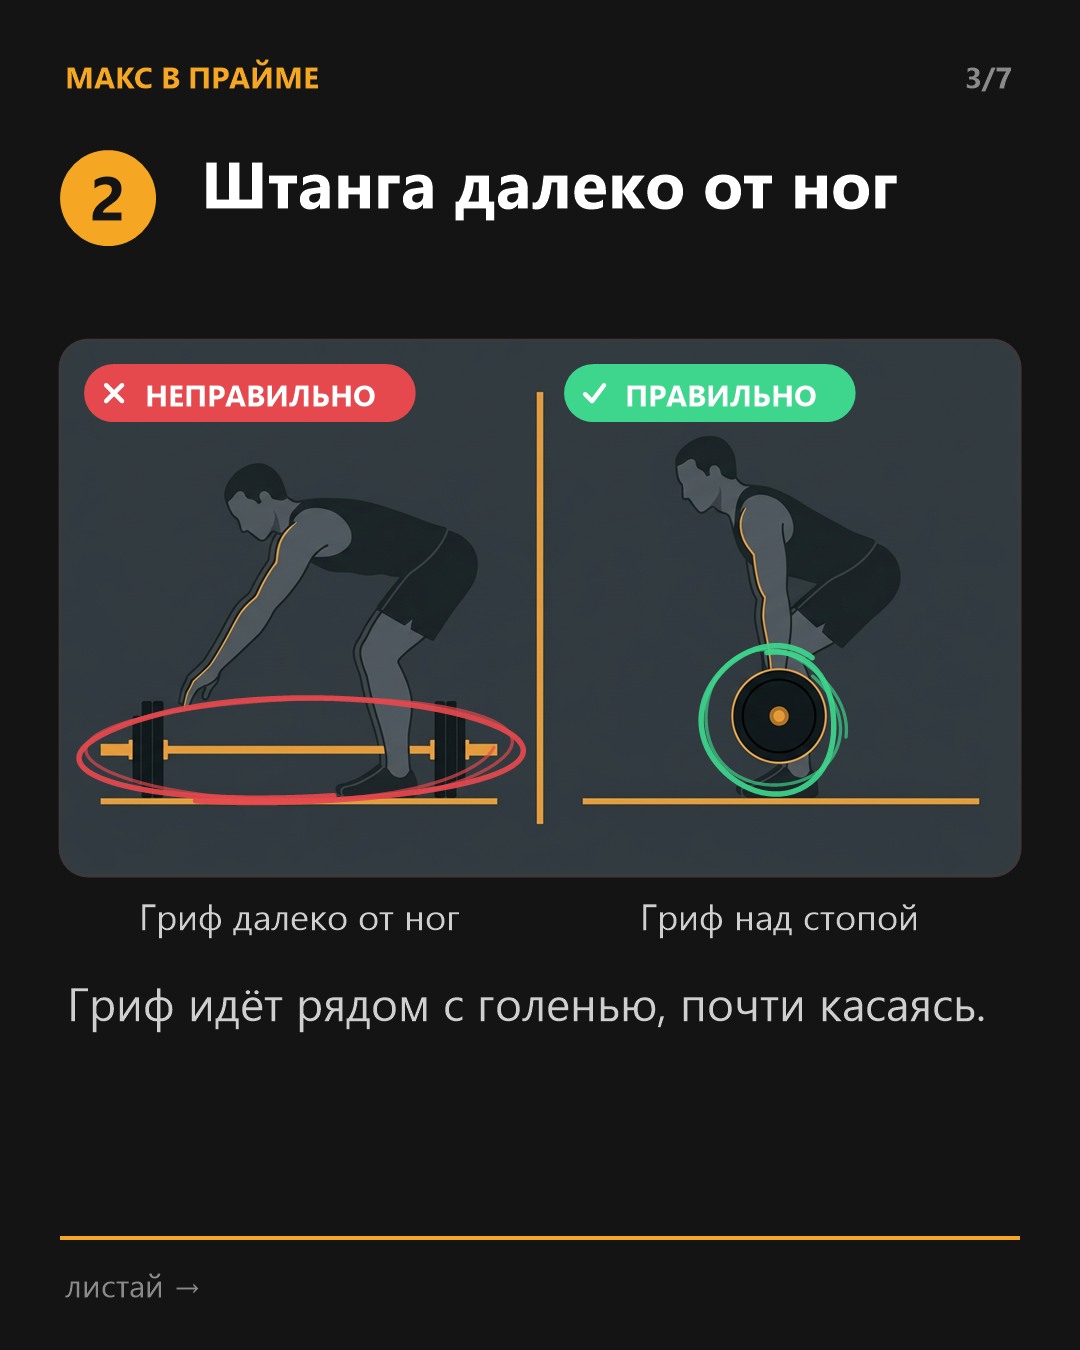 МАКС В ПРАЙМЕ
3/7
2
Штанга далеко от ног
НЕПРАВИЛЬНО
ПРАВИЛЬНО
Гриф далеко от ног
Гриф над стопой
Гриф идёт рядом с голенью, почти касаясь.
листай →